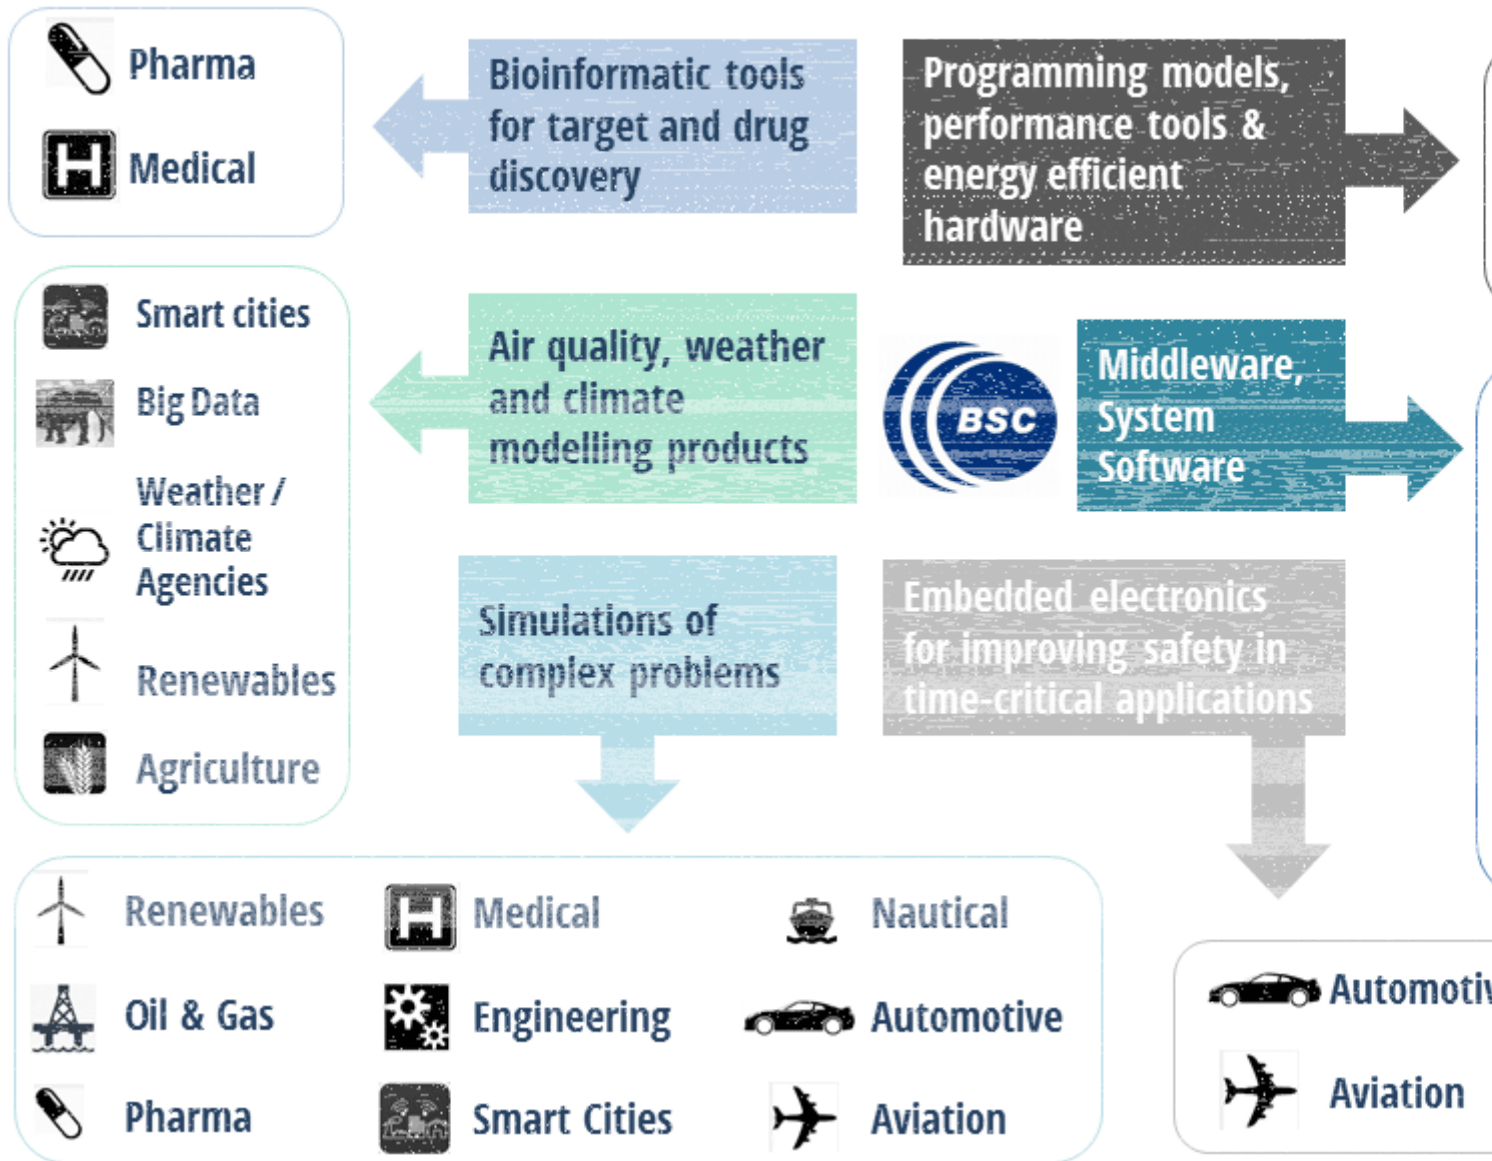 Pharma
Medical
Bioinformatic tools
for target and drug
discovery
Programming models,
performance tools &
energy efficient
hardware
Smart cities
Big Data
Weather /
Climate
Agencies
Renewables
Agriculture
Air quality, weather
and climate
modelling products
BSC
Middleware,
System
Software
Simulations of
complex problems
Embedded electronics
for improving safety in
time-critical applications
Renewables
Medical
Nautical
Oil & Gas
Engineering
Automotive
Pharma
Smart Cities
Aviation
Automotiv
Aviation